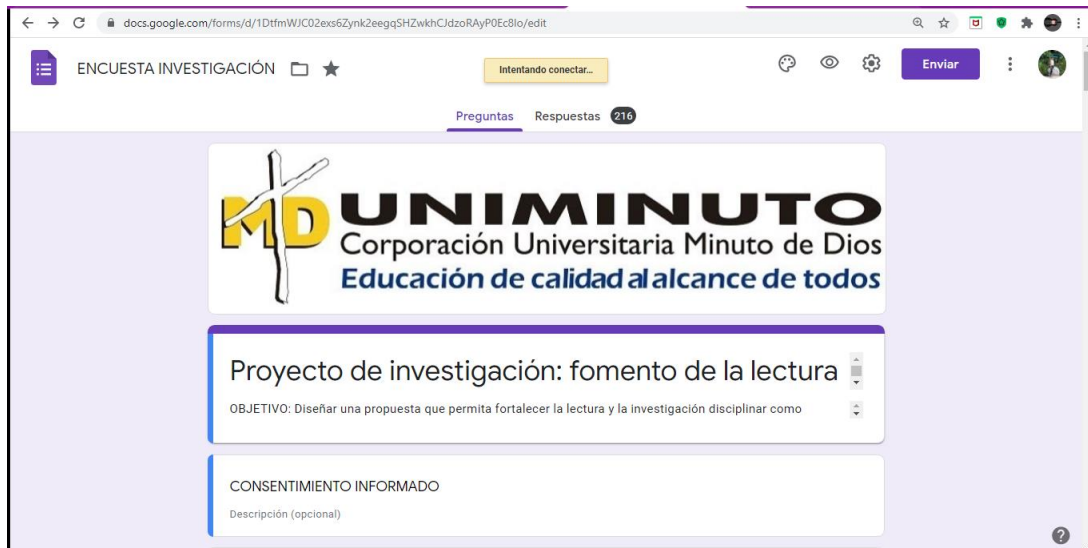 docs.google.com/forms/d/1DtfmWJC02exs6Zynk2eegqSHZwkhCJdzoRAyP0Ec8Io/edit
ENCUESTA INVESTIGACIÓN
Intentando conectar...
Enviar
Preguntas Respuestas 216
MD UNIMINUTO
Corporación Universitaria Minuto de Dios
Educación de calidad al alcance de todos
Proyecto de investigación: fomento de la lectura
OBJETIVO: Diseñar una propuesta que permita fortalecer la lectura y la investigación disciplinar como
CONSENTIMIENTO INFORMADO
Descripción (opcional)